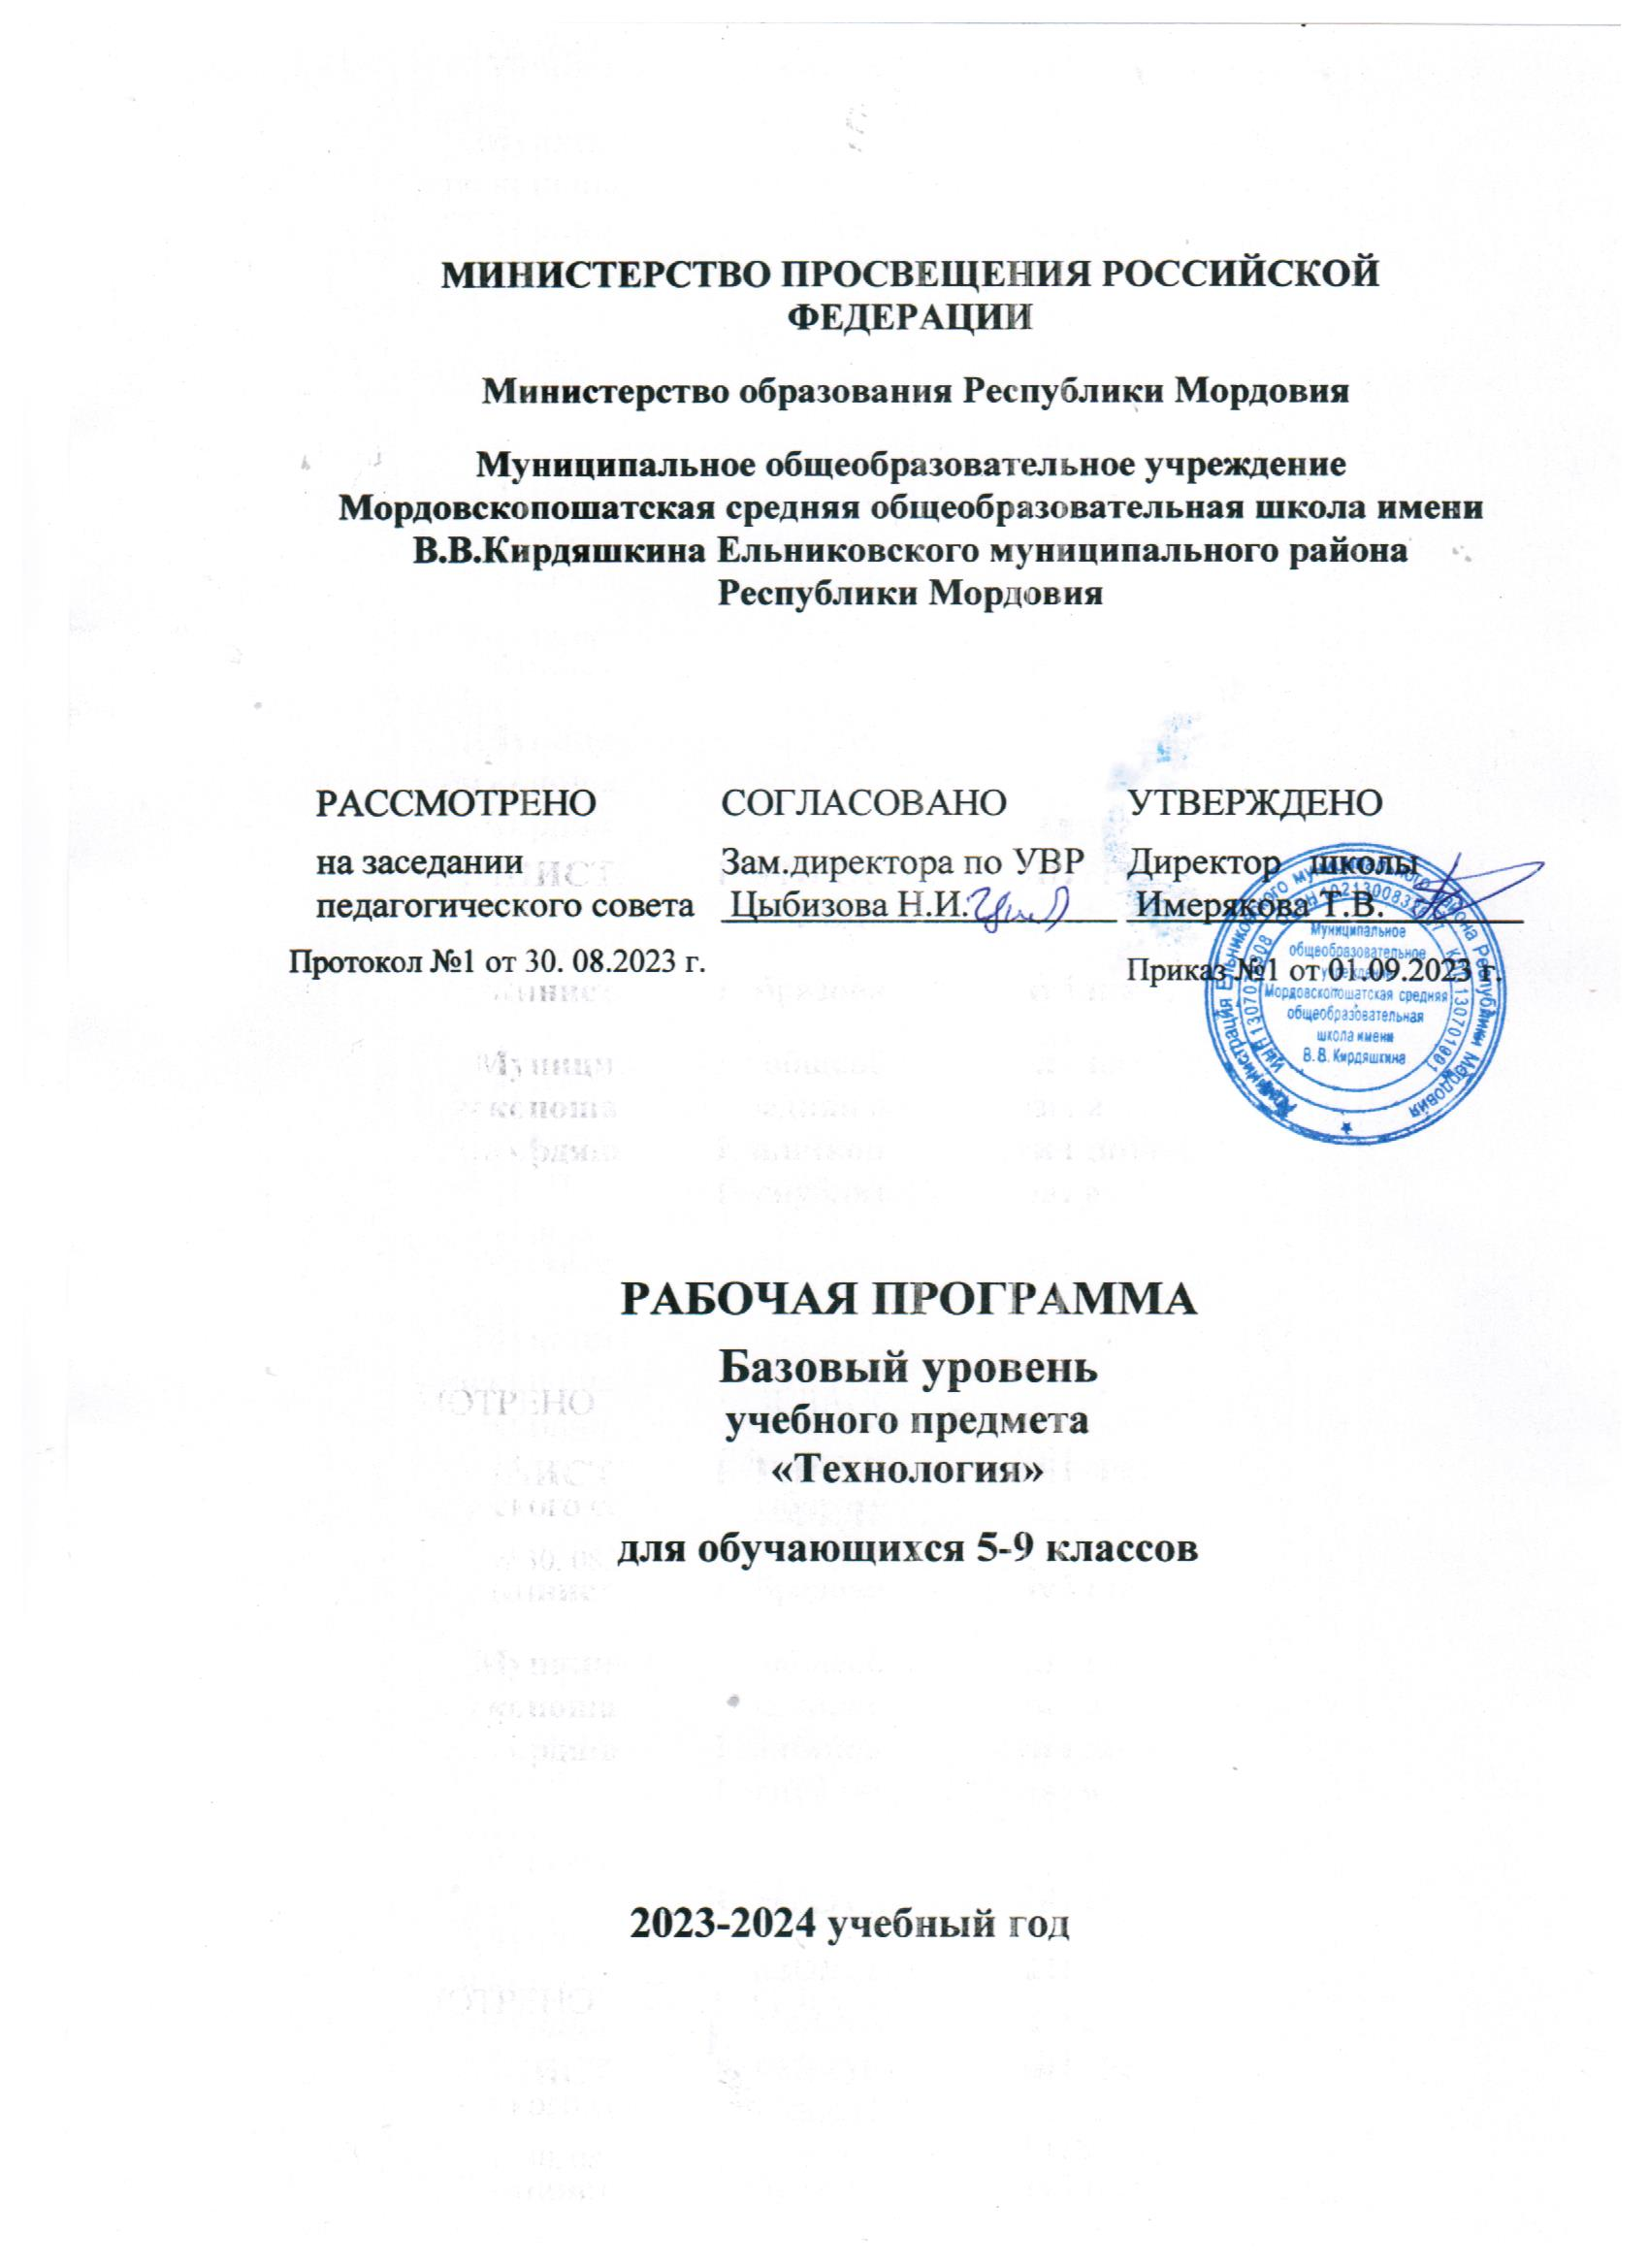 МИНИСТЕРСТВО ПРОСВЕЩЕНИЯ РОССИЙСКОЙ
ФЕДЕРАЦИИ
Министерство образования Республики Мордовия
Муниципальное общеобразовательное учреждение
Мордовскопошатская средняя общеобразовательная школа имени
В.В.Кирдяшкина Ельниковского муниципального района
Республики Мордовия
РАССМОТРЕНО
на заседании
педагогического совета
Протокол №1 от 30. 08.2023 г.
СОГЛАСОВАНО
Зам.директора по УВР
Цыбизова Н.И.
УТВЕРЖДЕНО
Директор школы
Имерякова Т.В.
Приказ №1 от 01.09.2023 г.
Муниципальное
общеобразовательное
учреждение
Мордовскопошатская средняя
общеобразовательная
школа имени
В. В. Кирдяшкина
РАБОЧАЯ ПРОГРАММА
Базовый уровень
учебного предмета
«Технология»
для обучающихся 5-9 классов
2023-2024 учебный год